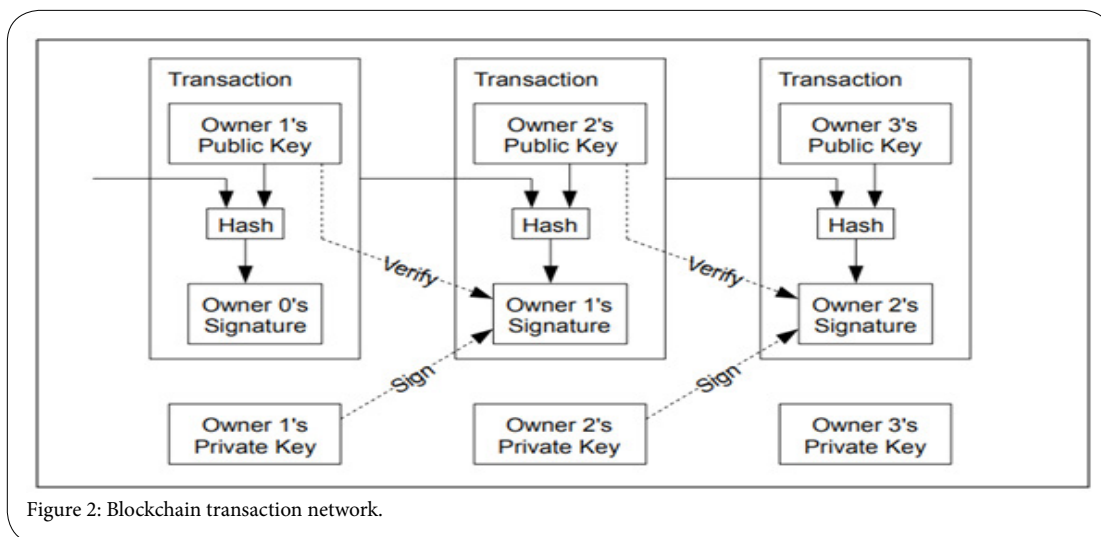 Transaction
Owner 1's
Public Key
Hash
Owner 0's
Signature
Verify
Sign
Owner 1's
Private Key
Transaction
Owner 2's
Public Key
Hash
Owner 1's
Signature
Verify
Sign
Owner 2's
Private Key
Transaction
Owner 3's
Public Key
Hash
Owner 2's
Signature
Owner 3's
Private Key
Figure 2: Blockchain transaction network.